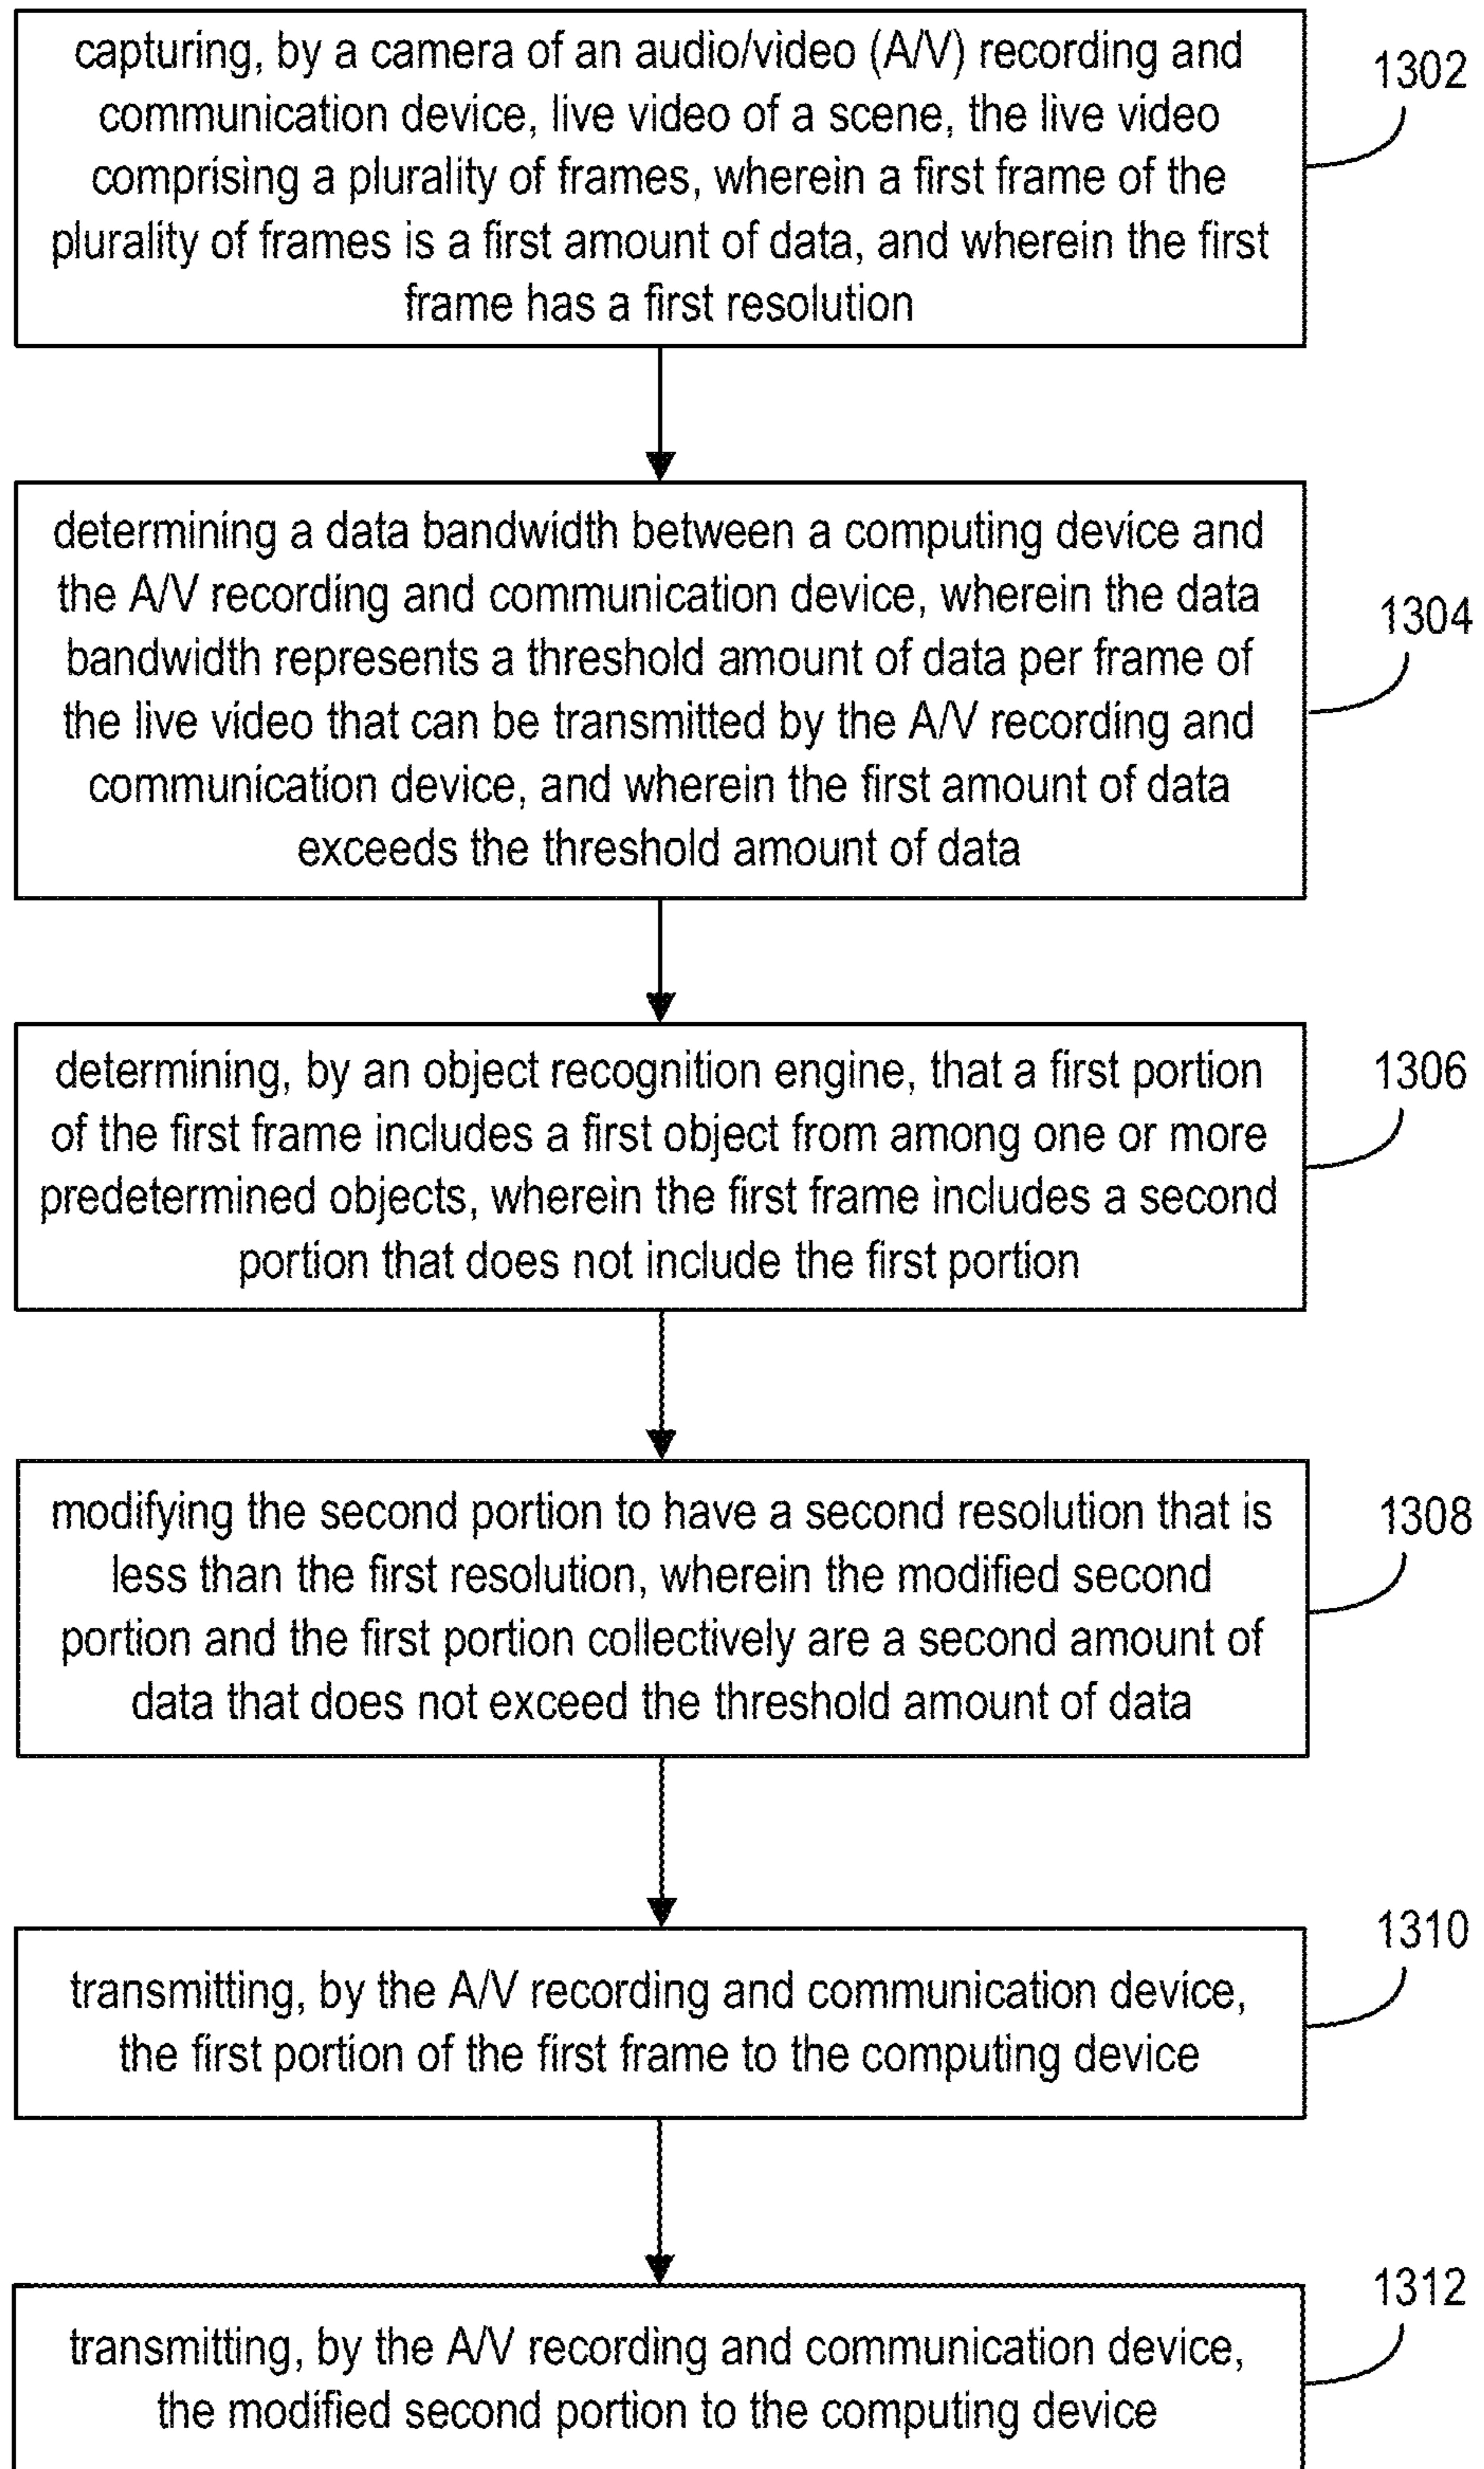 capturing, by a camera of an audio/video (A/V) recording and
communication device, live video of a scene, the live video
comprising a plurality of frames, wherein a first frame of the
plurality of frames is a first amount of data, and wherein the first
frame has a first resolution
1302
determining a data bandwidth between a computing device and
the A/V recording and communication device, wherein the data
bandwidth represents a threshold amount of data per frame of
the live video that can be transmitted by the A/V recording and
communication device, and wherein the first amount of data
exceeds the threshold amount of data
1304
determining, by an object recognition engine, that a first portion
of the first frame includes a first object from among one or more
predetermined objects, wherein the first frame includes a second
portion that does not include the first portion
1306
modifying the second portion to have a second resolution that is
less than the first resolution, wherein the modified second
portion and the first portion collectively are a second amount of
data that does not exceed the threshold amount of data
1308
transmitting, by the A/V recording and communication device,
the first portion of the first frame to the computing device
1310
transmitting, by the A/V recording and communication device,
the modified second portion to the computing device
1312